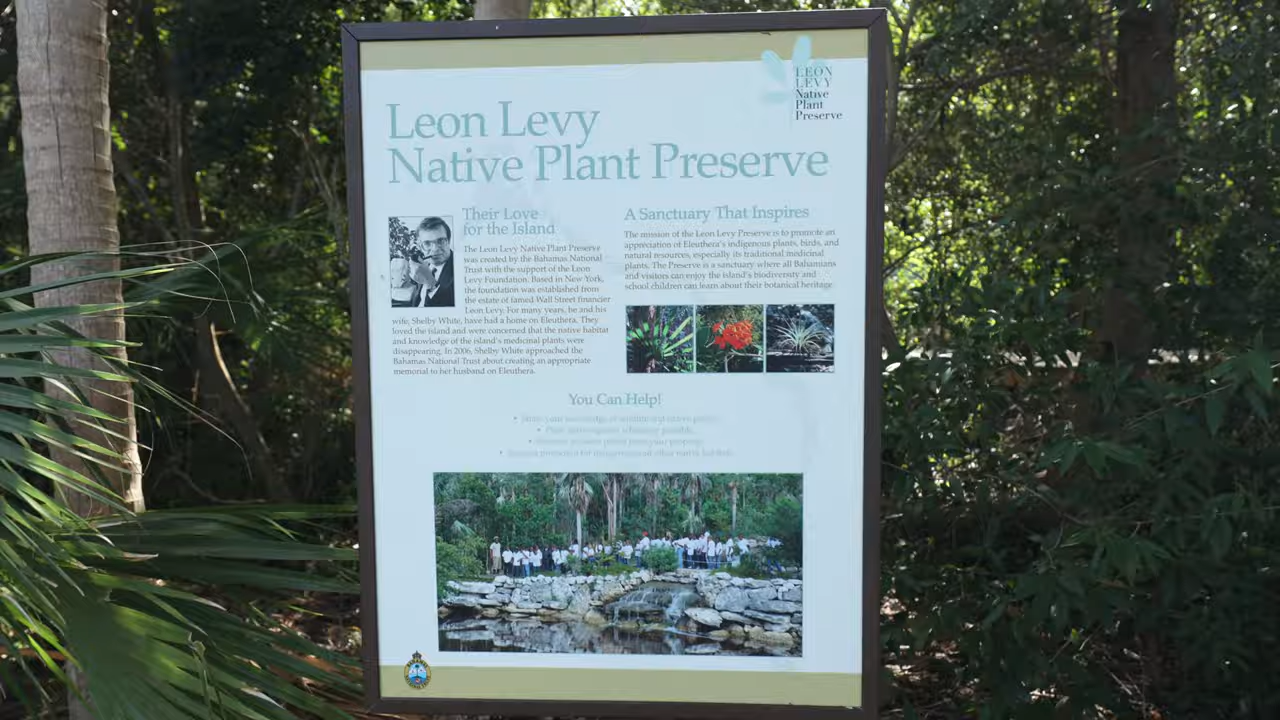 LEON
LEVY
Native
Plant
Preserve
Leon Levy
Native Plant Preserve
Their Love
for the Island
The Leon Levy Native Plant Preserve
was created by the Bahamas National
Trust with the support of the Leon
Levy Foundation. Based in New York,
the foundation was established from
the estate of famed Wall Street financier
Leon Levy. For many years, he and his
wife, Shelby White, have had a home on Eleuthera. They
loved the island and were concerned that the native habitat
and knowledge of the island's medicinal plants were
disappearing. In 2006, Shelby White approached the
Bahamas National Trust about creating an appropriate
memorial to her husband on Eleuthera.
A Sanctuary That Inspires
The mission of the Leon Levy Preserve is to promote an
appreciation of Eleuthera's indigenous plants, birds, and
natural resources, especially its traditional medicinal
plants. The Preserve is a sanctuary where all Bahamians
and visitors can enjoy the island's biodiversity and
school children can learn about their botanical heritage.
You Can Help!